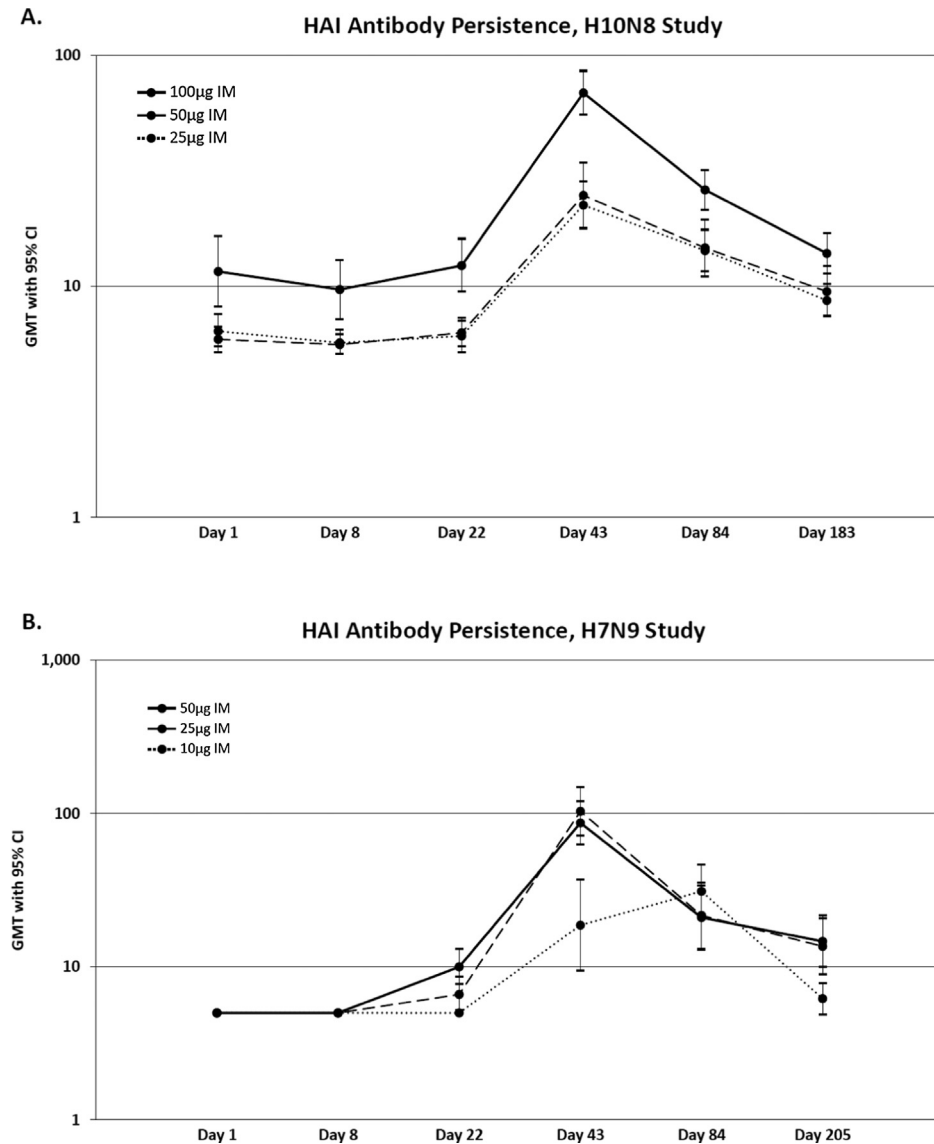 A.
HAI Antibody Persistence, H10N8 Study
100
100µg IM
50µg IM
25µg IM
GMT with 95% CI
10
1
Day 1 Day 8 Day 22 Day 43 Day 84 Day 183
B.
HAI Antibody Persistence, H7N9 Study
1,000
50µg IM
25µg IM
10µg IM
100
GMT with 95% CI
10
1
Day 1 Day 8 Day 22 Day 43 Day 84 Day 205